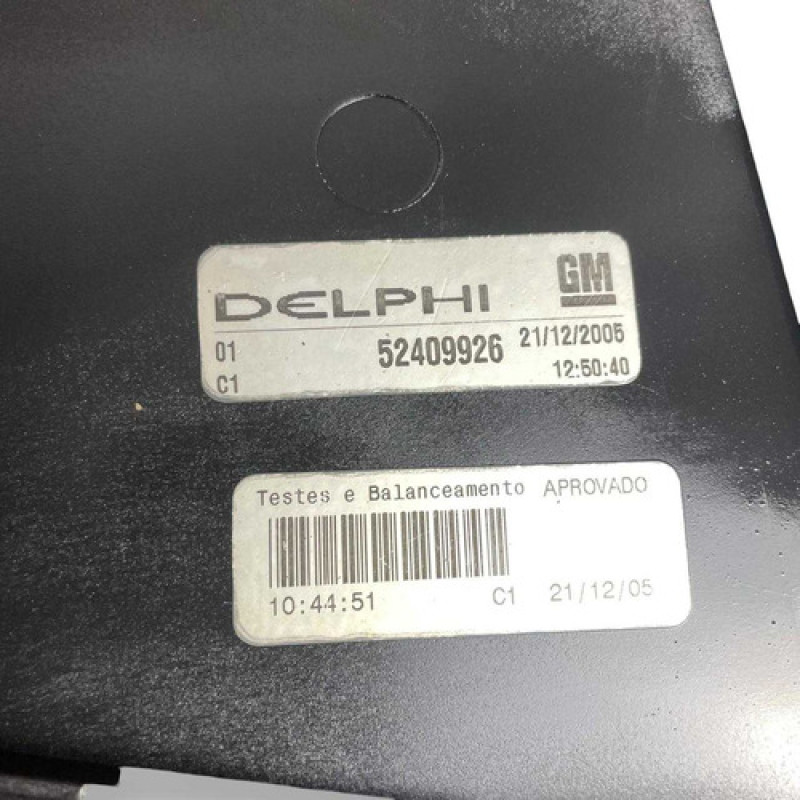 DELPHI GM
01 52409926 21/12/2005
C1 12:50:40
Testes e Balanceamento APROVADO
10:44:51 C1 21/12/05